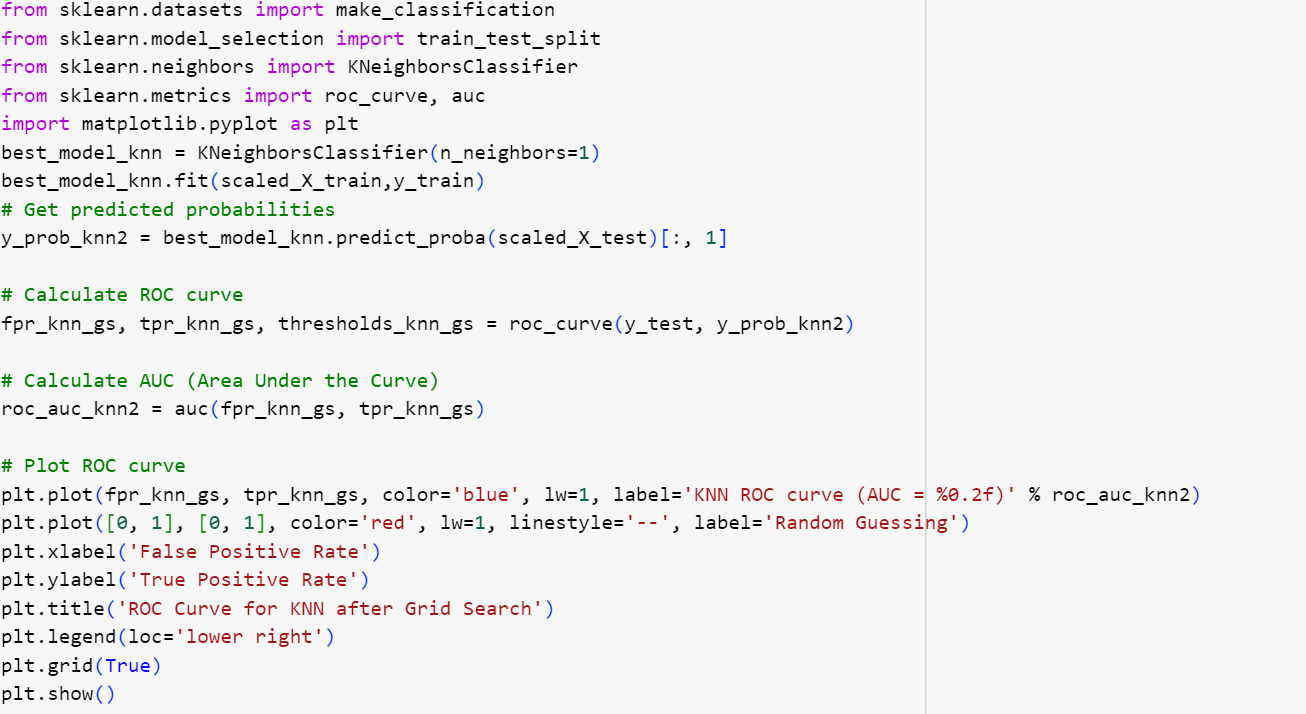 from sklearn.datasets import make_classification
from sklearn.model_selection import train_test_split
from sklearn.neighbors import KNeighborsClassifier
from sklearn.metrics import roc_curve, auc
import matplotlib.pyplot as plt
best_model_knn = KNeighborsClassifier(n_neighbors=1)
best_model_knn.fit(scaled_X_train,y_train)
# Get predicted probabilities
y_prob_knn2 = best_model_knn.predict_proba(scaled_X_test)[:, 1]
# Calculate ROC curve
fpr_knn_gs, tpr_knn_gs, thresholds_knn_gs = roc_curve(y_test, y_prob_knn2)
# Calculate AUC (Area Under the Curve)
roc_auc_knn2 = auc(fpr_knn_gs, tpr_knn_gs)
# Plot ROC curve
plt.plot(fpr_knn_gs, tpr_knn_gs, color='blue', lw=1, label='KNN ROC curve (AUC = %0.2f)' % roc_auc_knn2)
plt.plot([0, 1], [0, 1], color='red', lw=1, linestyle='--', label='Random Guessing')
plt.xlabel('False Positive Rate')
plt.ylabel('True Positive Rate')
plt.title('ROC Curve for KNN after Grid Search')
plt.legend(loc='lower right')
plt.grid(True)
plt.show()